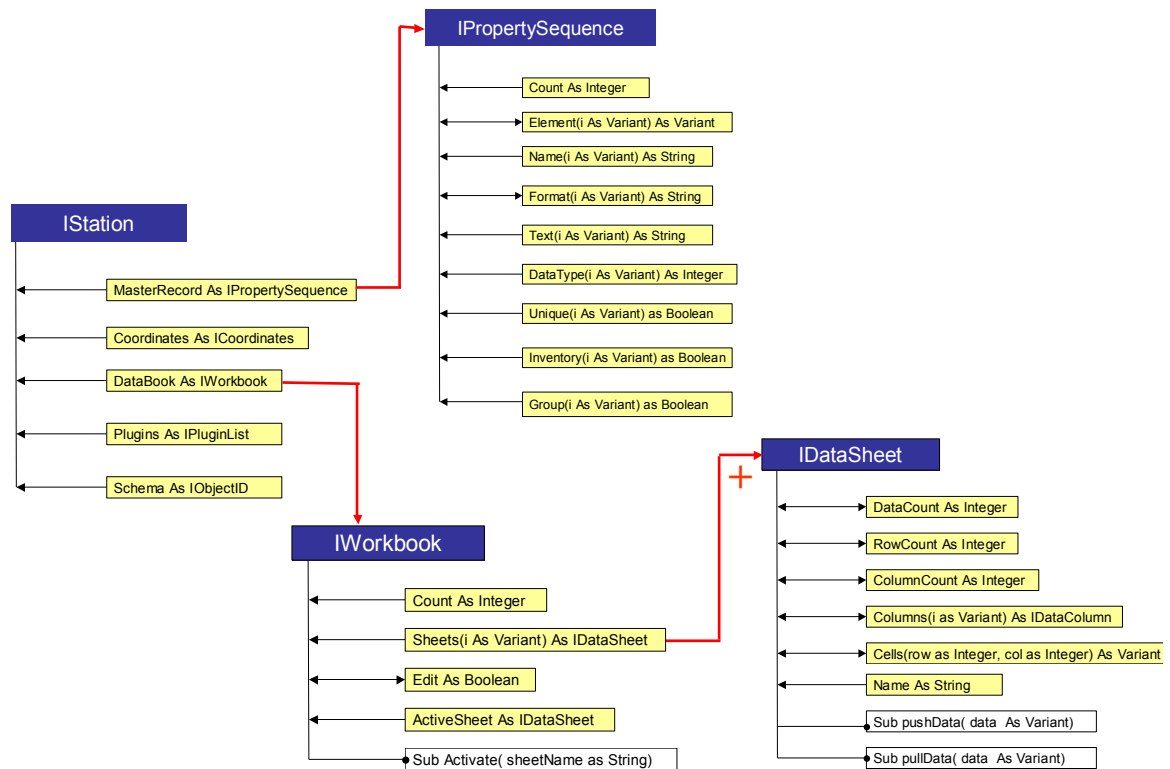 IPropertySequence
Count As Integer
Element(i As Variant) As Variant
Name(i As Variant) As String
Format(i As Variant) As String
Text(i As Variant) As String
DataType(i As Variant) As Integer
Unique(i As Variant) as Boolean
Inventory(i As Variant) as Boolean
Group(i As Variant) as Boolean
IStation
MasterRecord As IPropertySequence
Coordinates As ICoordinates
DataBook As IWorkbook
Plugins As IPluginList
Schema As IObjectID
IWorkbook
Count As Integer
Sheets(i As Variant) As IDataSheet
Edit As Boolean
ActiveSheet As IDataSheet
Sub Activate( sheetName as String)
IDataSheet
+
DataCount As Integer
RowCount As Integer
ColumnCount As Integer
Columns(i as Variant) As IDataColumn
Cells(row as Integer, col as Integer) As Variant
Name As String
Sub pushData( data  As Variant)
Sub pullData( data  As Variant)